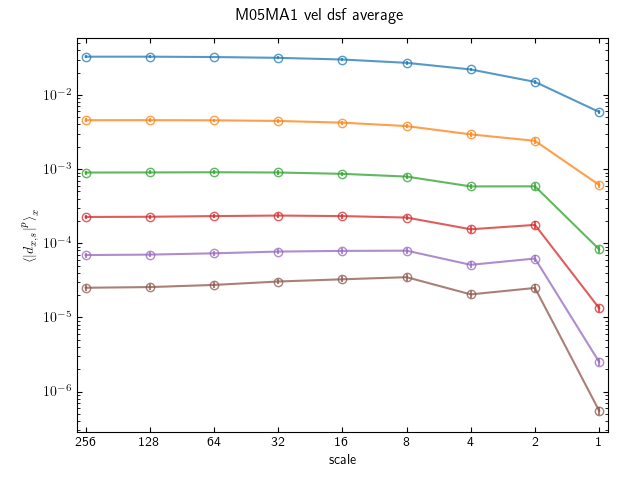 M05MA1 vel dsf average
10⁻²
10⁻³
10⁻⁴
10⁻⁵
10⁻⁶
⟨|d_{x,s}|^p⟩_x
256 128 64 32 16 8 4 2 1
scale